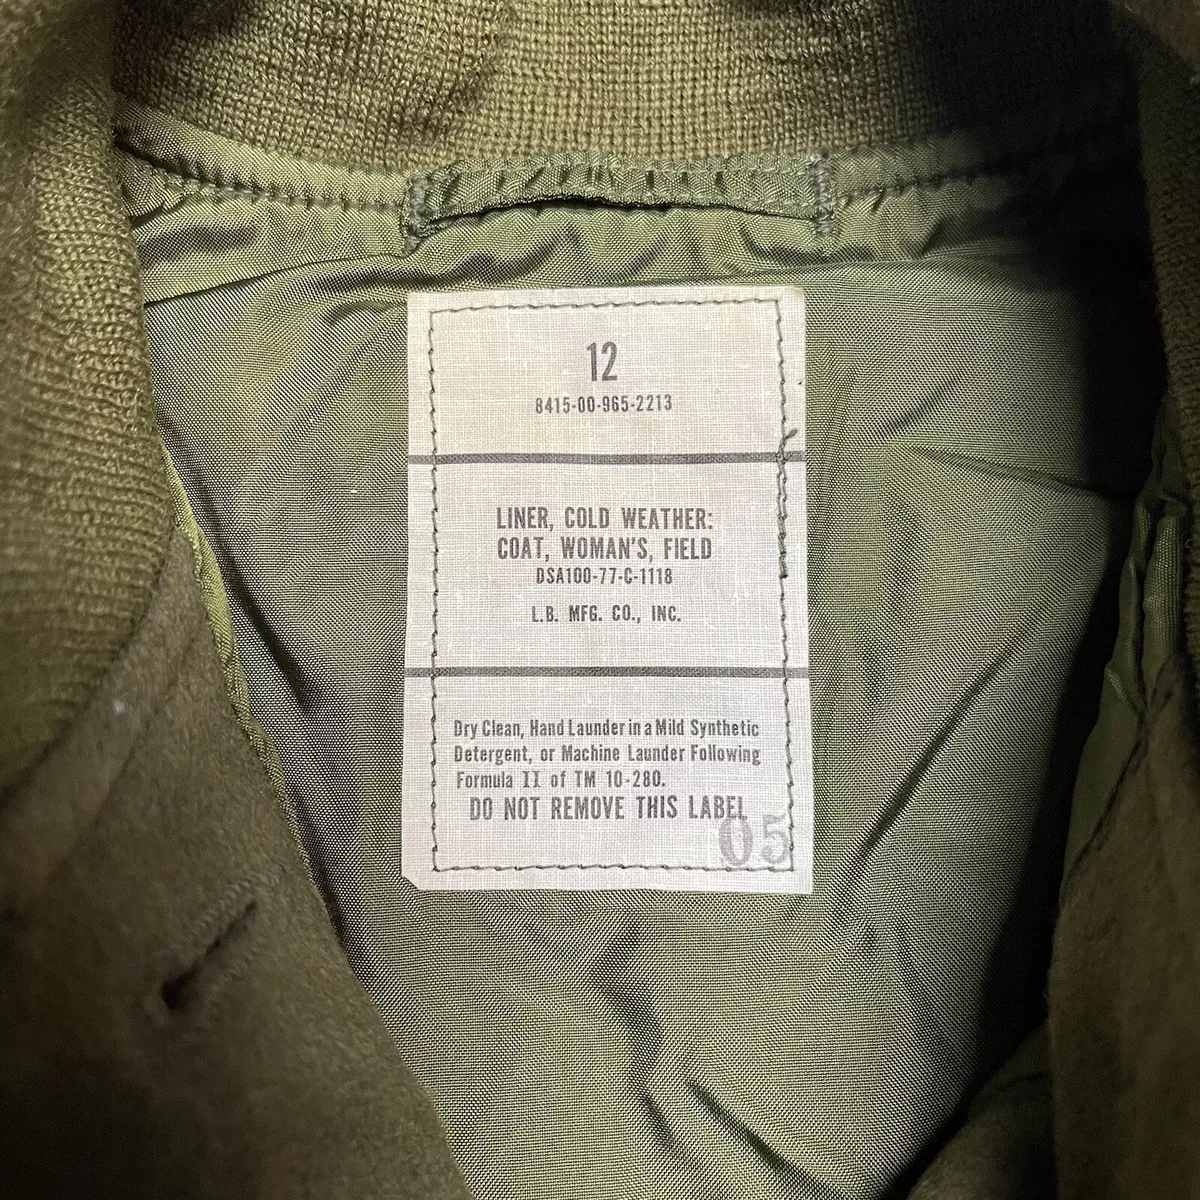 12
8415-00-965-2213
LINER, COLD WEATHER:
COAT, WOMAN'S, FIELD
DSA100-77-C-1118
L.B. MFG. CO., INC.
Dry Clean, Hand Launder in a Mild Synthetic
Detergent, or Machine Launder Following
Formula II of TM 10-280.
DO NOT REMOVE THIS LABEL
05